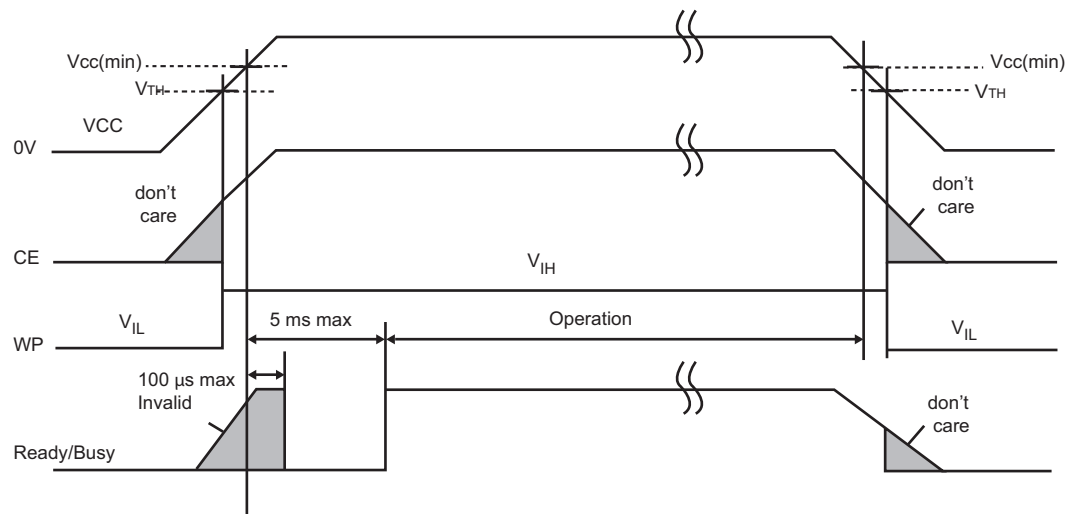 Vcc(min)
VTH
VCC
0V
Vcc(min)
VTH
don't
care
don't
care
CE
VIH
VIL
WP
5 ms max
Operation
VIL
100 µs max
Invalid
don't
care
Ready/Busy